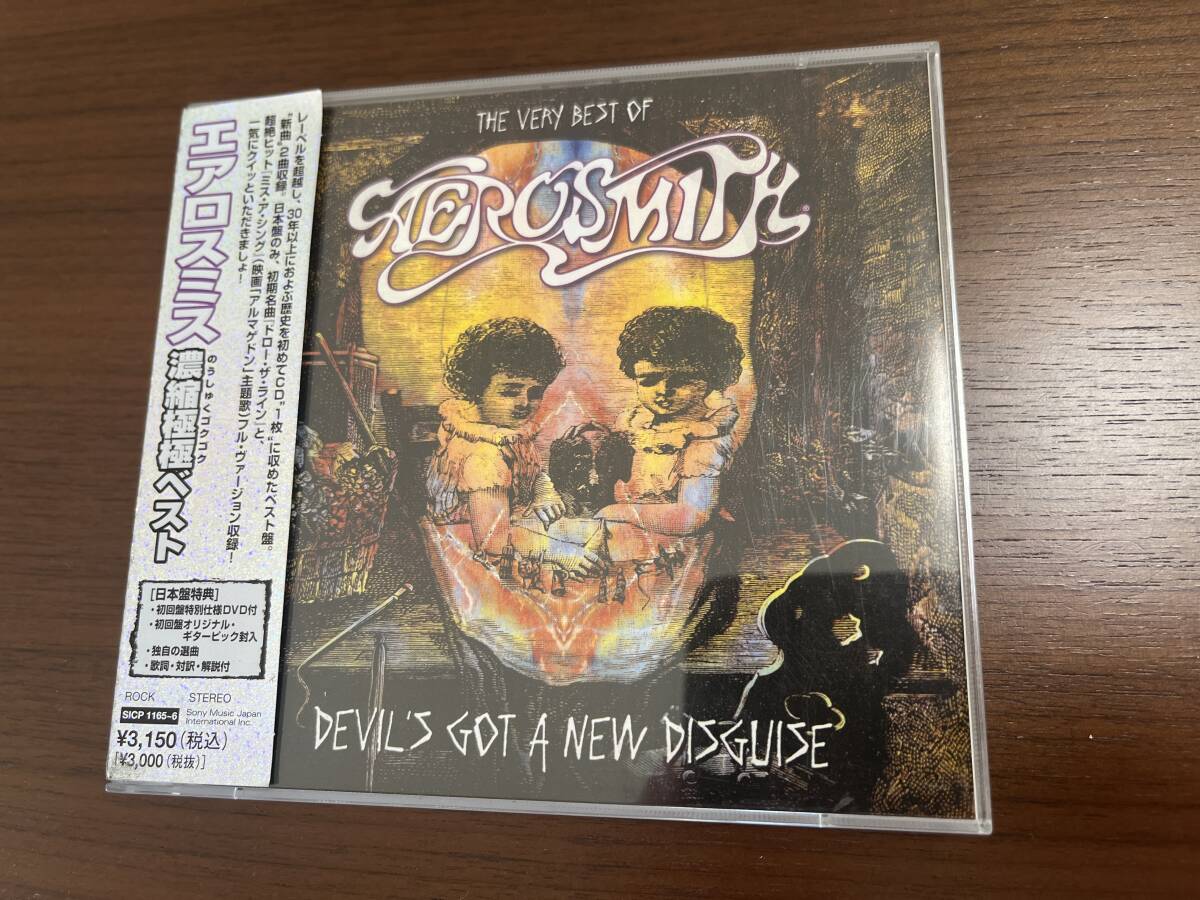 レーベルを超越し、30年以上におよぶ歴史を初めてCD"1枚"に収めたベスト盤。
"新曲"2曲収録。日本盤のみ、初期名曲『ドロー・ザ・ライン』と、
超絶ヒット『ミス・ア・シング』(映画「アルマゲドン」主題歌)フル・ヴァージョン収録!
一気にクイッといただきましょ!
エアロスミス
のうしゅくゴクゴク
濃縮極極ベスト
[日本盤特典]
・初回盤特別仕様DVD付
・初回盤オリジナル・
ギターピック封入
・独自の選曲
・歌詞・対訳・解説付
ROCK STEREO
SICP 1165~6 Sony Music Japan
International Inc.
¥3,150(税込)
[¥3,000(税抜)]
THE VERY BEST OF
AEROSMITH®
DEVIL'S GOT A NEW DISGUISE